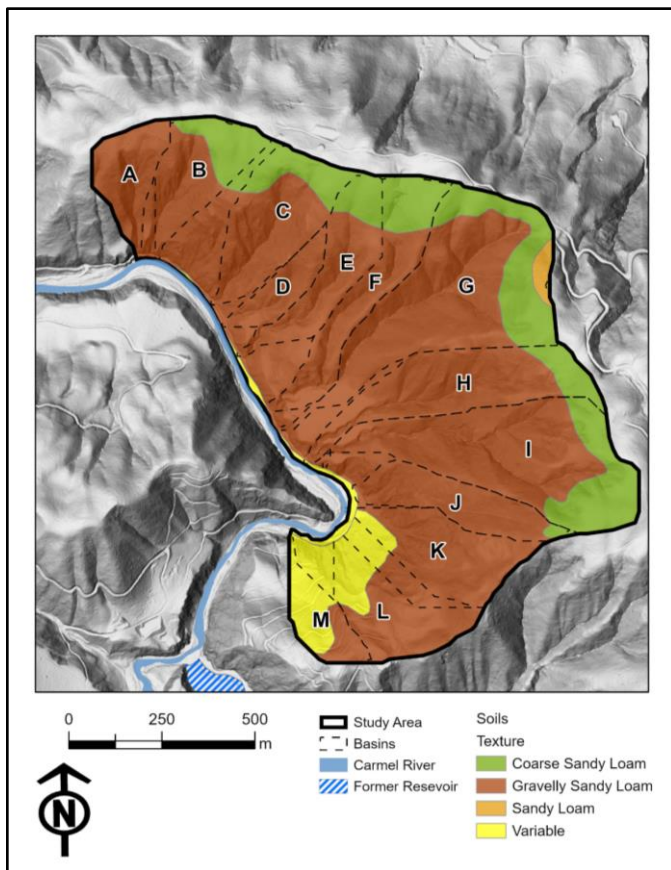 A
B
C
D
E
F
G
H
I
J
K
L
M
0 250 500
m
N
Study Area
Basins
Carmel River
Former Resevoir
Soils
Texture
Coarse Sandy Loam
Gravelly Sandy Loam
Sandy Loam
Variable